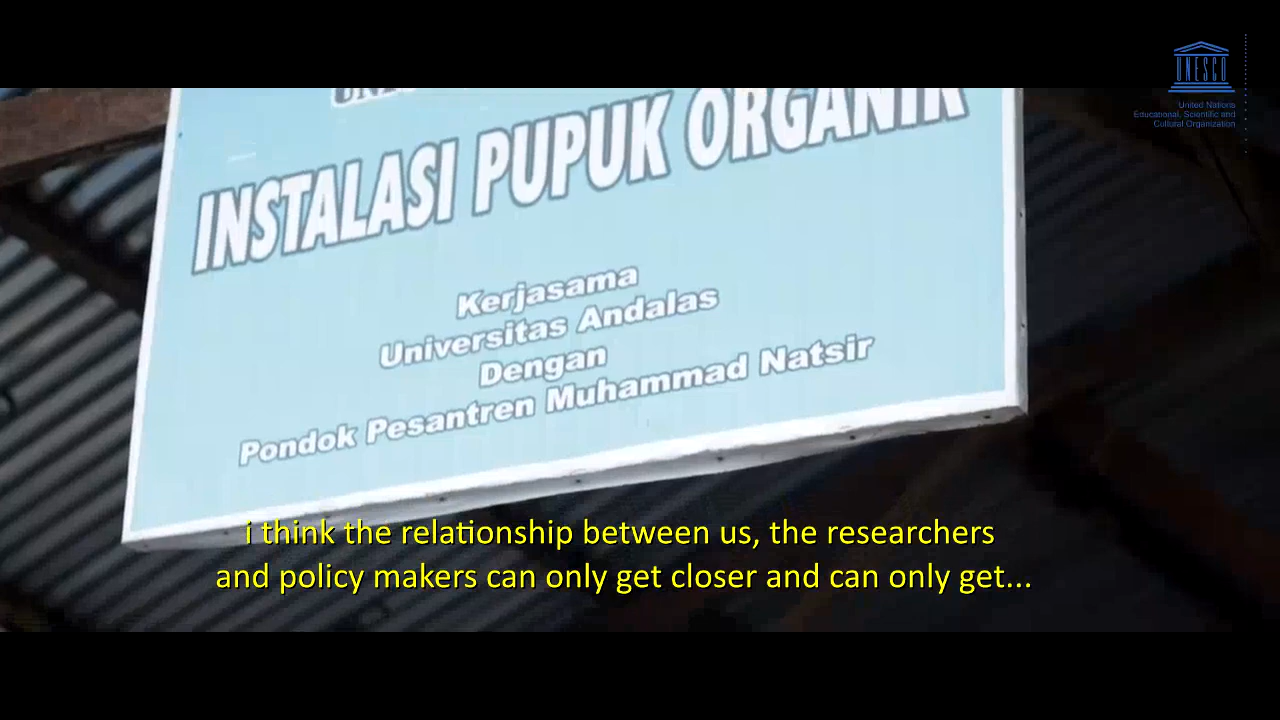 UNESCO
United Nations
Educational, Scientific and
Cultural Organization
INSTALASI PUPUK ORGANIK
Kerjasama
Universitas Andalas
Dengan
Pondok Pesantren Muhammad Natsir
i think the relationship between us, the researchers
and policy makers can only get closer and can only get...